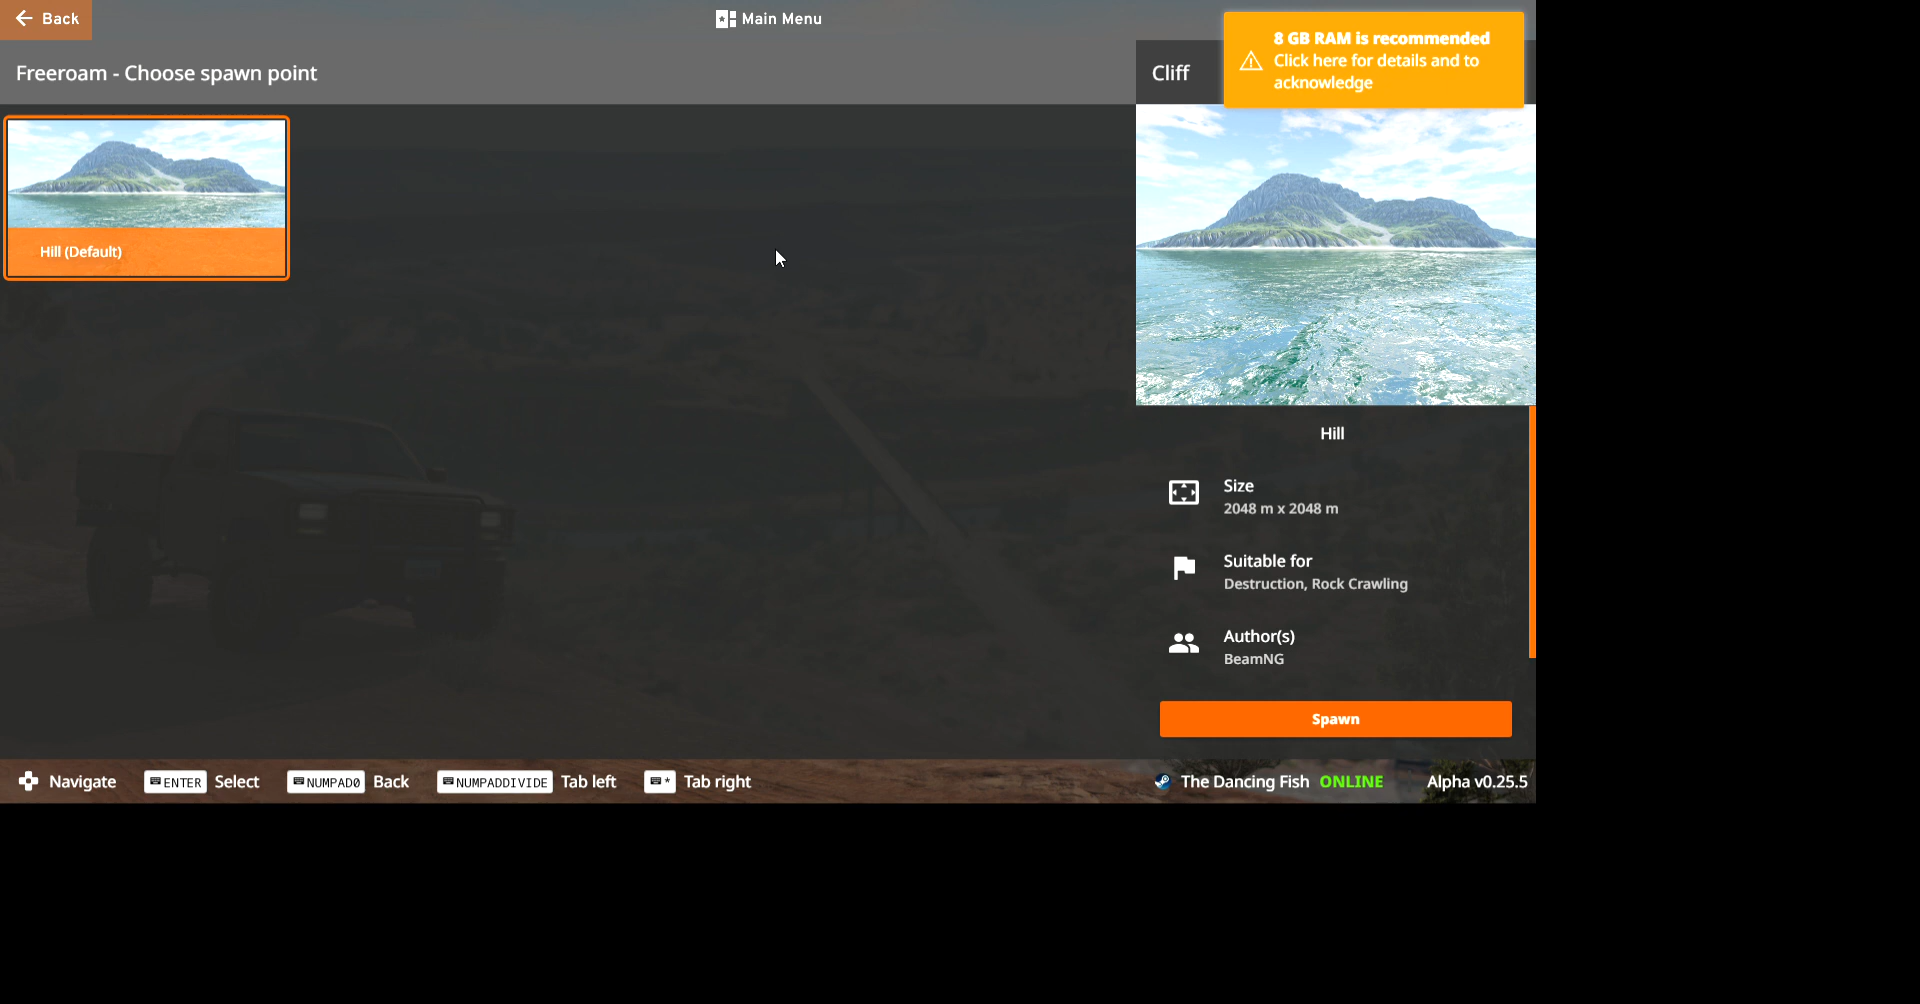 Back
Main Menu
8 GB RAM is recommended
Click here for details and to
acknowledge
Freeroam - Choose spawn point
Cliff
Hill (Default)
Hill
Size
2048 m x 2048 m
Suitable for
Destruction, Rock Crawling
Author(s)
BeamNG
Spawn
Navigate ENTER Select NUMPAD0 Back NUMPADDIVIDE Tab left * Tab right The Dancing Fish ONLINE Alpha v0.25.5